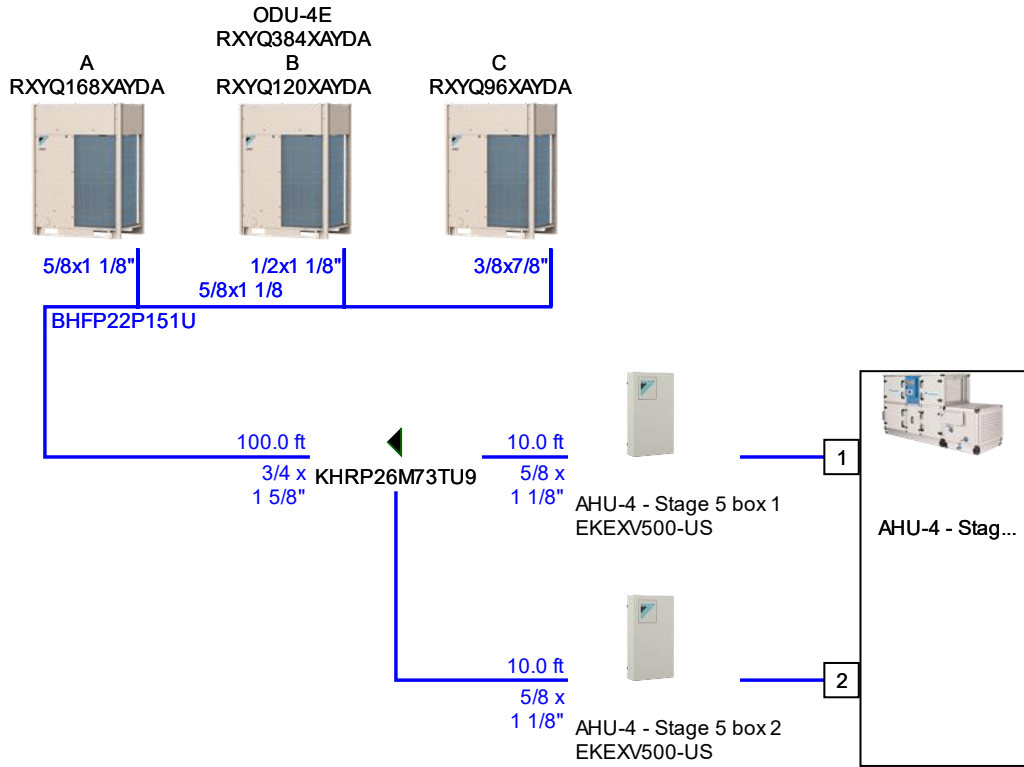 ODU-4E
RXYQ384XAYDA
A
B
C
RXYQ168XAYDA
RXYQ120XAYDA
RXYQ96XAYDA
5/8x1 1/8"
1/2x1 1/8"
3/8x7/8"
5/8x1 1/8
BHFP22P151U
100.0 ft
3/4 x
1 5/8"
KHRP26M73TU9
10.0 ft
5/8 x
1 1/8"
AHU-4 - Stage 5 box 1
EKEXV500-US
1
AHU-4 - Stag...
10.0 ft
5/8 x
1 1/8"
AHU-4 - Stage 5 box 2
EKEXV500-US
2